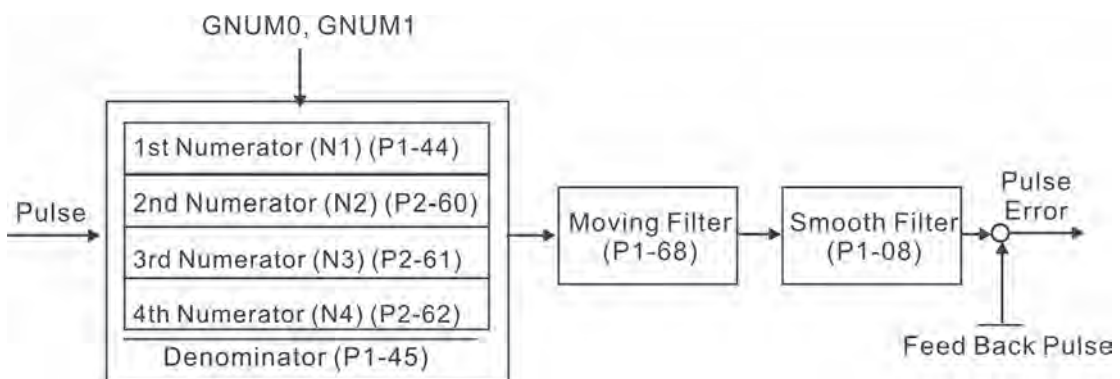 GNUM0, GNUM1
Pulse
1st Numerator (N1) (P1-44)
2nd Numerator (N2) (P2-60)
3rd Numerator (N3) (P2-61)
4th Numerator (N4) (P2-62)
Denominator (P1-45)
Moving Filter
(P1-68)
Smooth Filter
(P1-08)
Pulse
Error
Feed Back Pulse